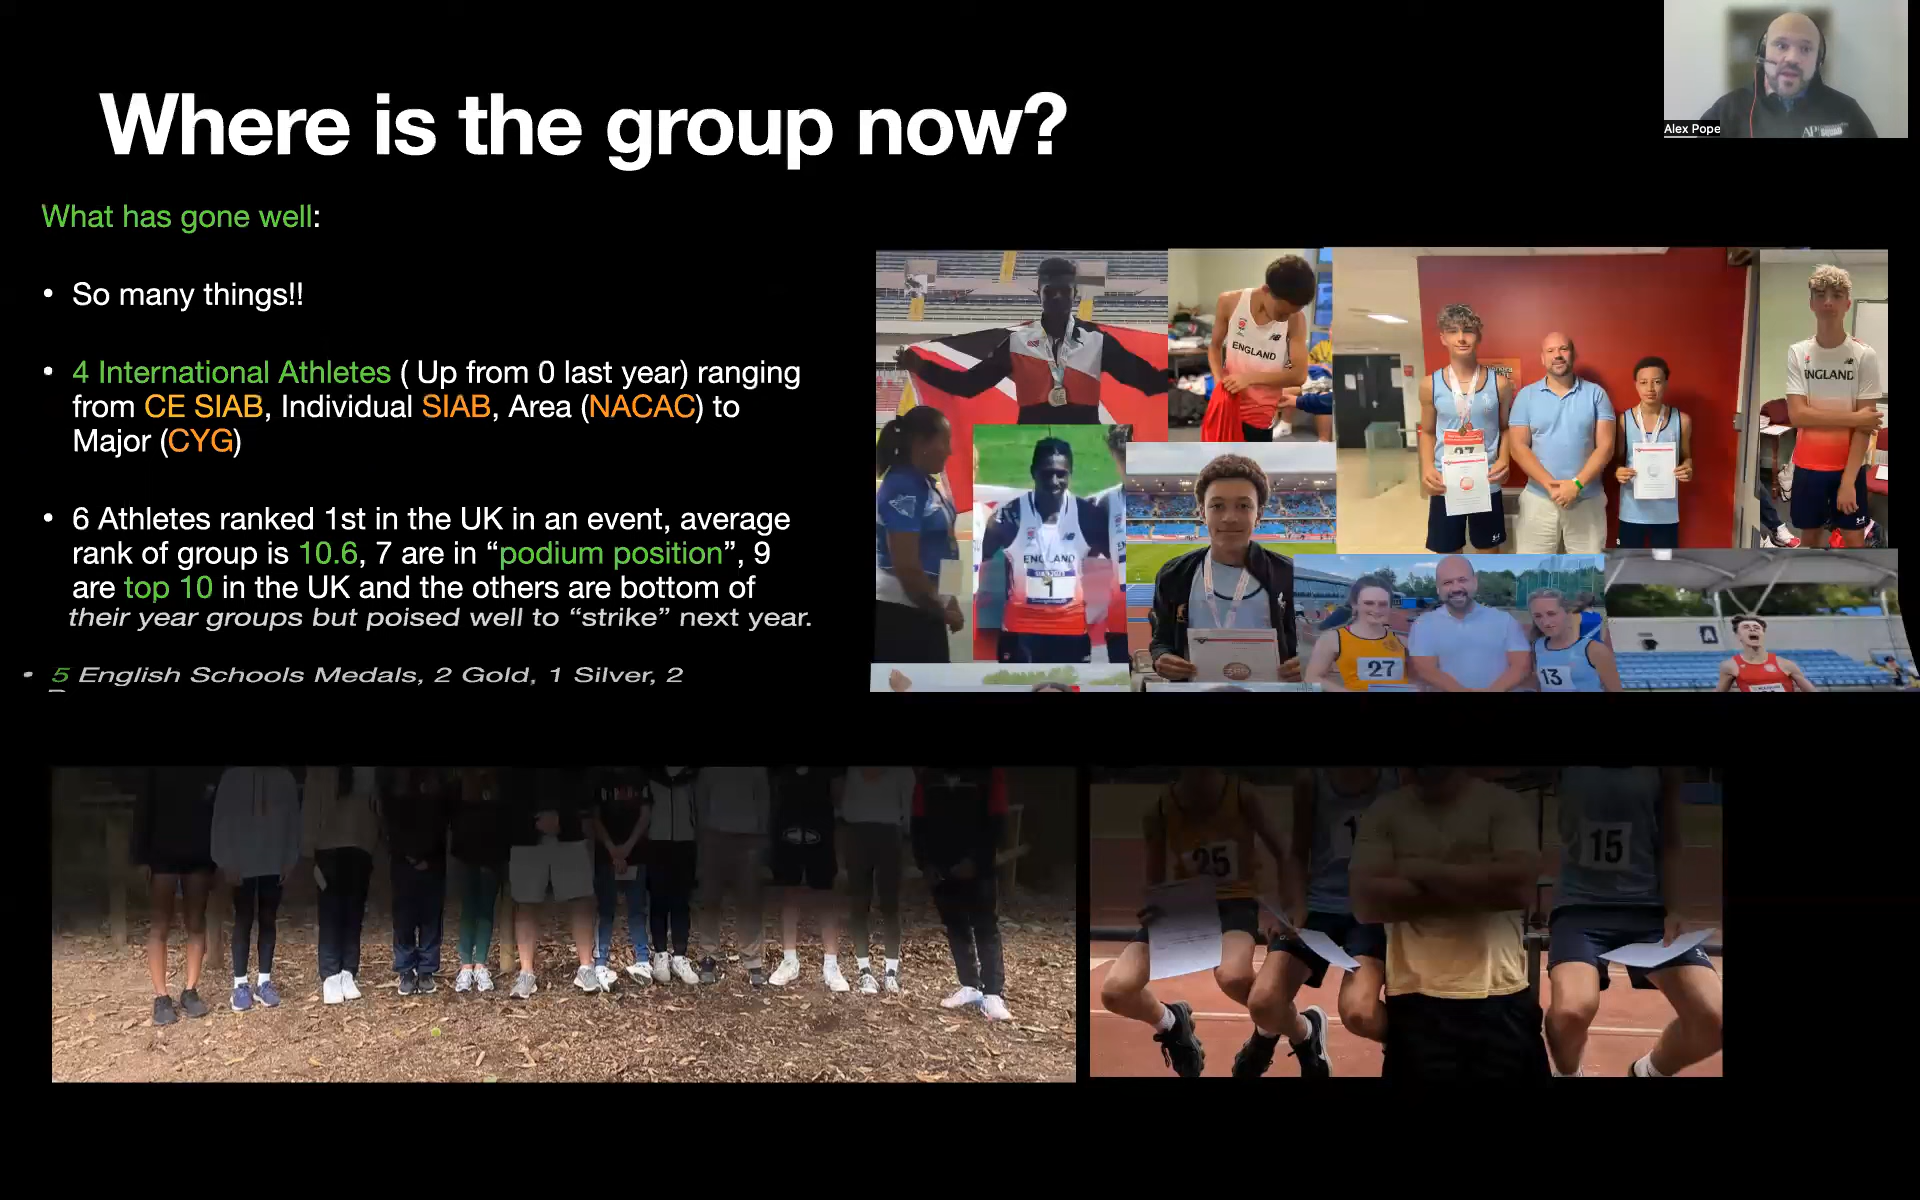 Where is the group now?
Alex Pope
What has gone well:
• So many things!!
• 4 International Athletes ( Up from 0 last year) ranging
from CE SIAB, Individual SIAB, Area (NACAC) to
Major (CYG)
• 6 Athletes ranked 1st in the UK in an event, average
rank of group is 10.6, 7 are in “podium position”, 9
are top 10 in the UK and the others are bottom of
their year groups but poised well to “strike” next year.
• 5 English Schools Medals, 2 Gold, 1 Silver, 2
ENGLAND
ENGLAND
ENGLAND
1
27
13
A
25
15